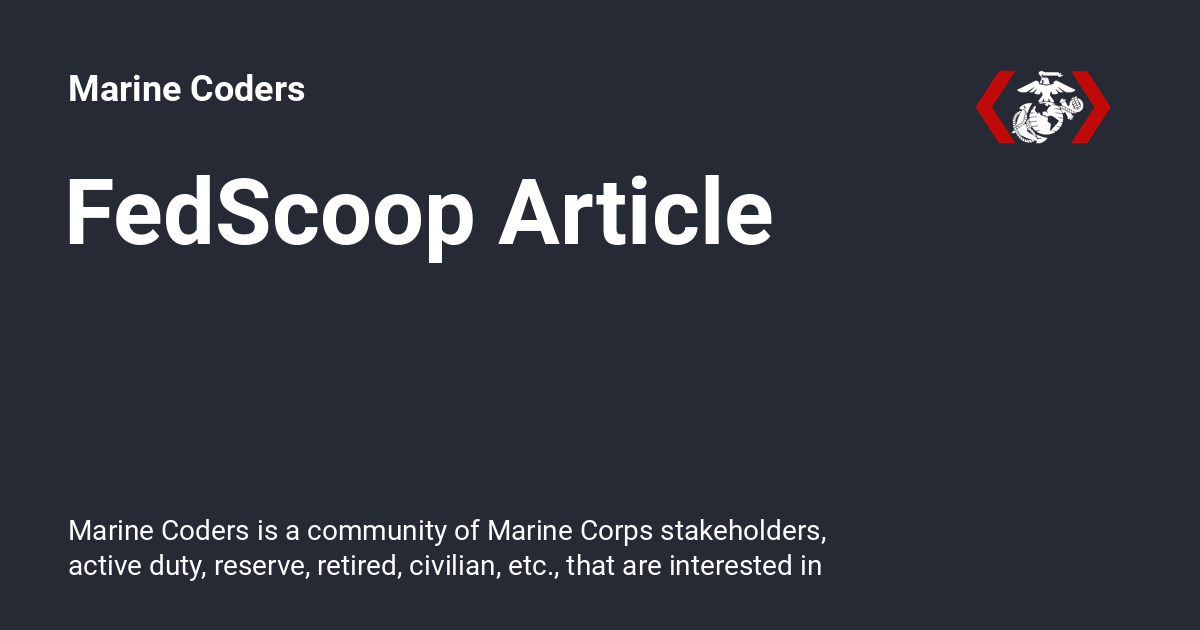 Marine Coders
FedScoop Article
Marine Coders is a community of Marine Corps stakeholders,
active duty, reserve, retired, civilian, etc., that are interested in